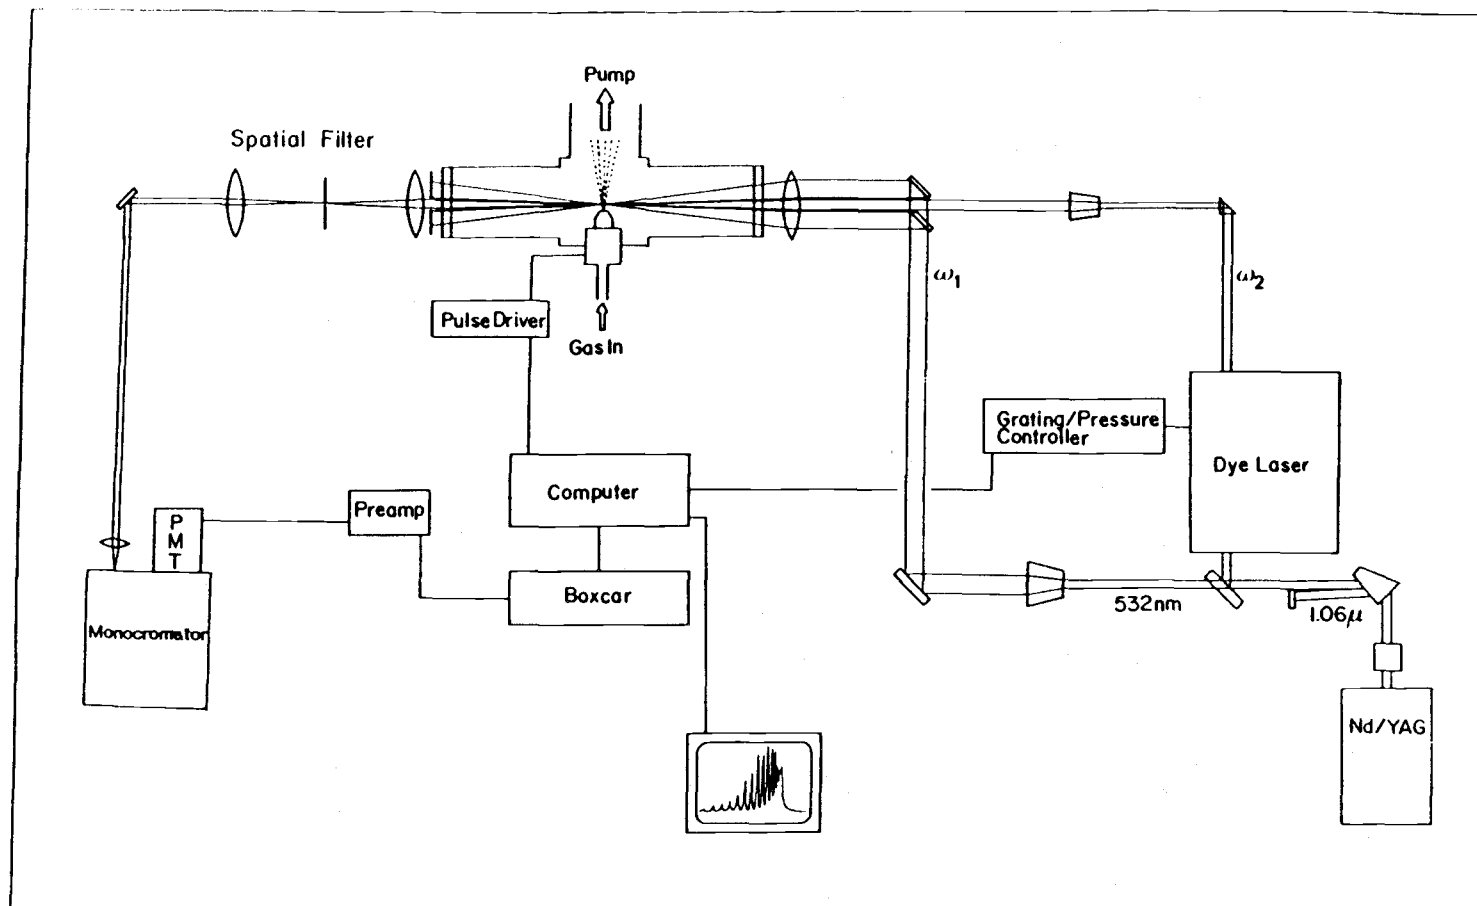 Pump
Spatial Filter
ω1
ω2
Pulse Driver
Gas In
Grating/Pressure
Controller
Dye Laser
Computer
Preamp
P
M
T
Boxcar
532nm
1.06μ
Monocromator
Nd/YAG